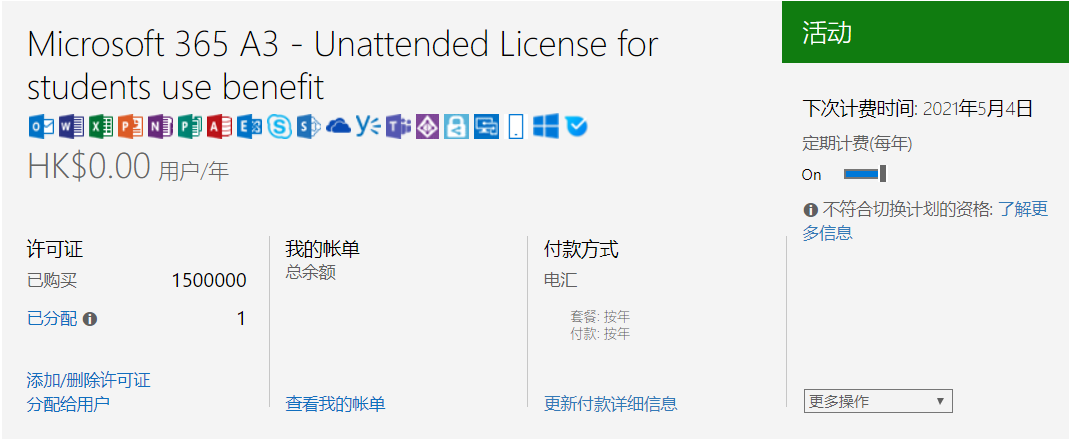 Microsoft 365 A3 - Unattended License for
students use benefit
HK$0.00 用户/年
许可证
已购买 1500000
已分配 1
添加/删除许可证
分配给用户
我的帐单
总余额
查看我的帐单
付款方式
电汇
套餐: 按年
付款: 按年
更新付款详细信息
活动
下次计费时间: 2021年5月4日
定期计费(每年)
On
不符合切换计划的资格: 了解更
多信息
更多操作